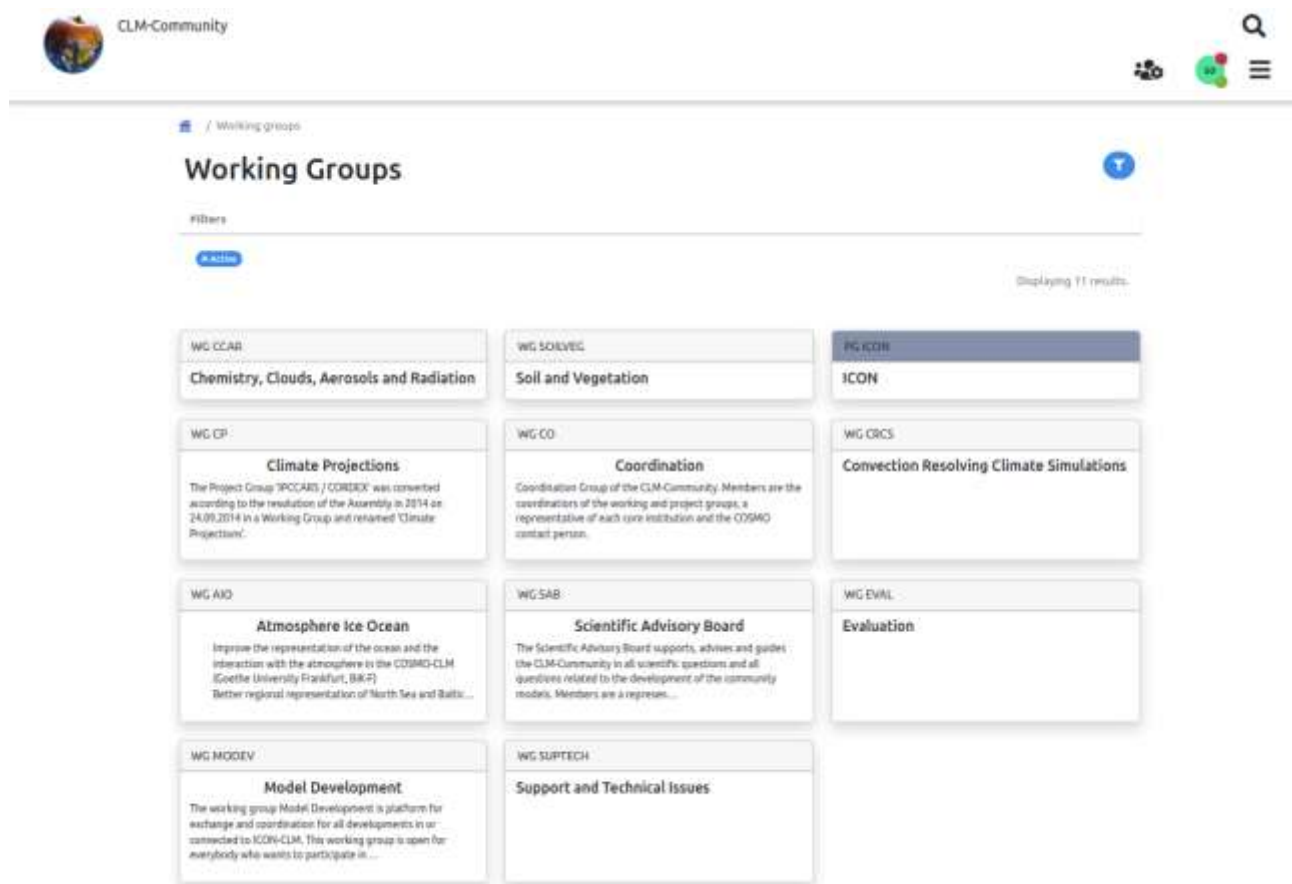 CLM-Community
/ Working groups
Working Groups
Filters
× Active
Displaying 11 results.
WG CCAR
Chemistry, Clouds, Aerosols and Radiation
WG SOILVEG
Soil and Vegetation
PG ICON
ICON
WG CP
Climate Projections
The Project Group 'IPCCAR5 / CORDEX' was converted
according to the resolution of the Assembly in 2014 on
24.09.2014 in a Working Group and renamed 'Climate
Projections'.
WG CO
Coordination
Coordination Group of the CLM-Community. Members are the
coordinators of the working and project groups, a
representative of each core institution and the COSMO
contact person.
WG CRCS
Convection Resolving Climate Simulations
WG AIO
Atmosphere Ice Ocean
Improve the representation of the ocean and the
interaction with the atmosphere in the COSMO-CLM
(Goethe University Frankfurt, BiK-F)
Better regional representation of North Sea and Baltic ...
WG SAB
Scientific Advisory Board
The Scientific Advisory Board supports, advises and guides
the CLM-Community in all scientific questions and all
questions related to the development of the community
models. Members are a represen...
WG EVAL
Evaluation
WG MODEV
Model Development
The working group Model Development is platform for
exchange and coordination for all developments in or
connected to ICON-CLM. This working group is open for
everybody who wants to participate in ...
WG SUPTECH
Support and Technical Issues